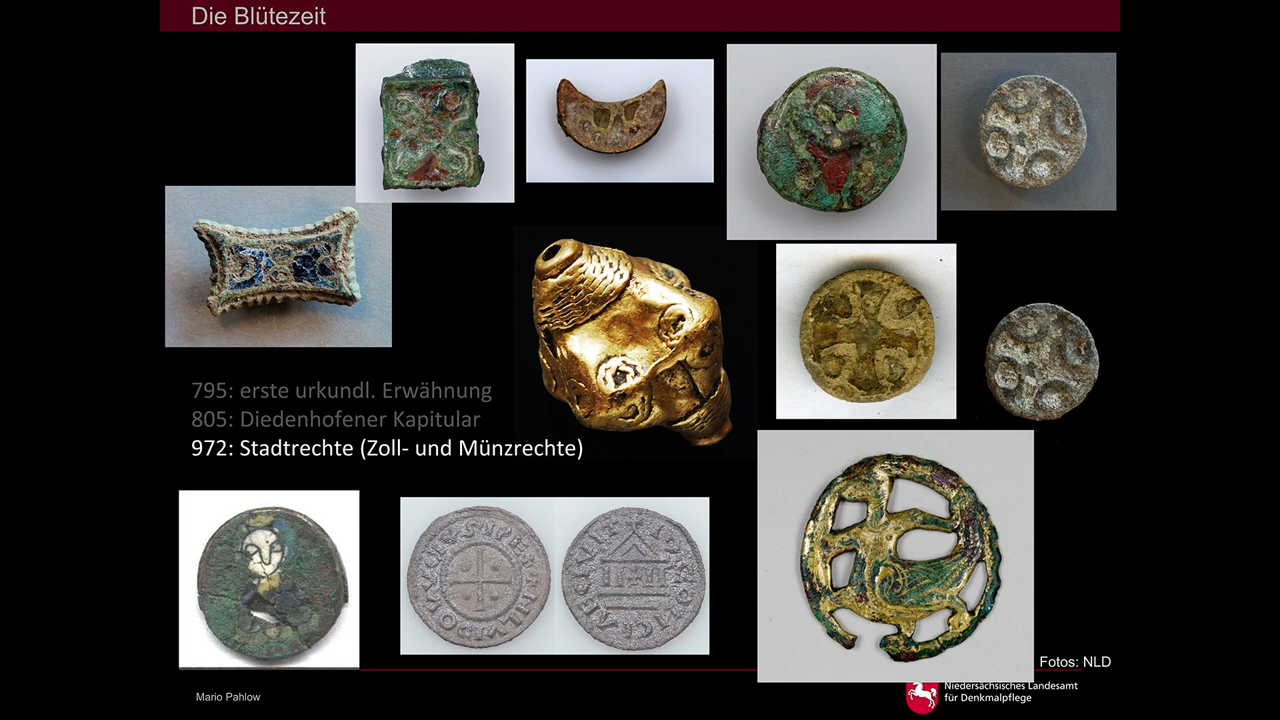 Die Blütezeit
795: erste urkundl. Erwähnung
805: Diedenhofener Kapitular
972: Stadtrechte (Zoll- und Münzrechte)
Fotos: NLD
Mario Pahlow
Niedersächsisches Landesamt
für Denkmalpflege